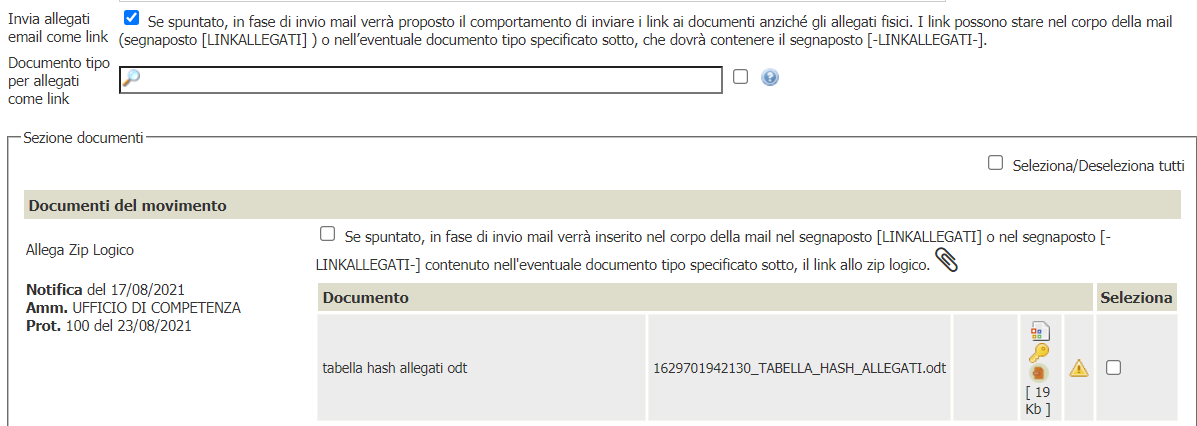 Invia allegati
email come link
Se spuntato, in fase di invio mail verrà proposto il comportamento di inviare i link ai documenti anziché gli allegati fisici. I link possono stare nel corpo della mail
(segnaposto [LINKALLEGATI] ) o nell’eventuale documento tipo specificato sotto, che dovrà contenere il segnaposto [-LINKALLEGATI-].
Documento tipo
per allegati
come link
Sezione documenti
Seleziona/Deseleziona tutti
Documenti del movimento
Allega Zip Logico
Se spuntato, in fase di invio mail verrà inserito nel corpo della mail nel segnaposto [LINKALLEGATI] o nel segnaposto [-
LINKALLEGATI-] contenuto nell'eventuale documento tipo specificato sotto, il link allo zip logico.
Notifica del 17/08/2021
Amm. UFFICIO DI COMPETENZA
Prot. 100 del 23/08/2021
Documento Seleziona
tabella hash allegati odt 1629701942130_TABELLA_HASH_ALLEGATI.odt
[ 19
Kb ]